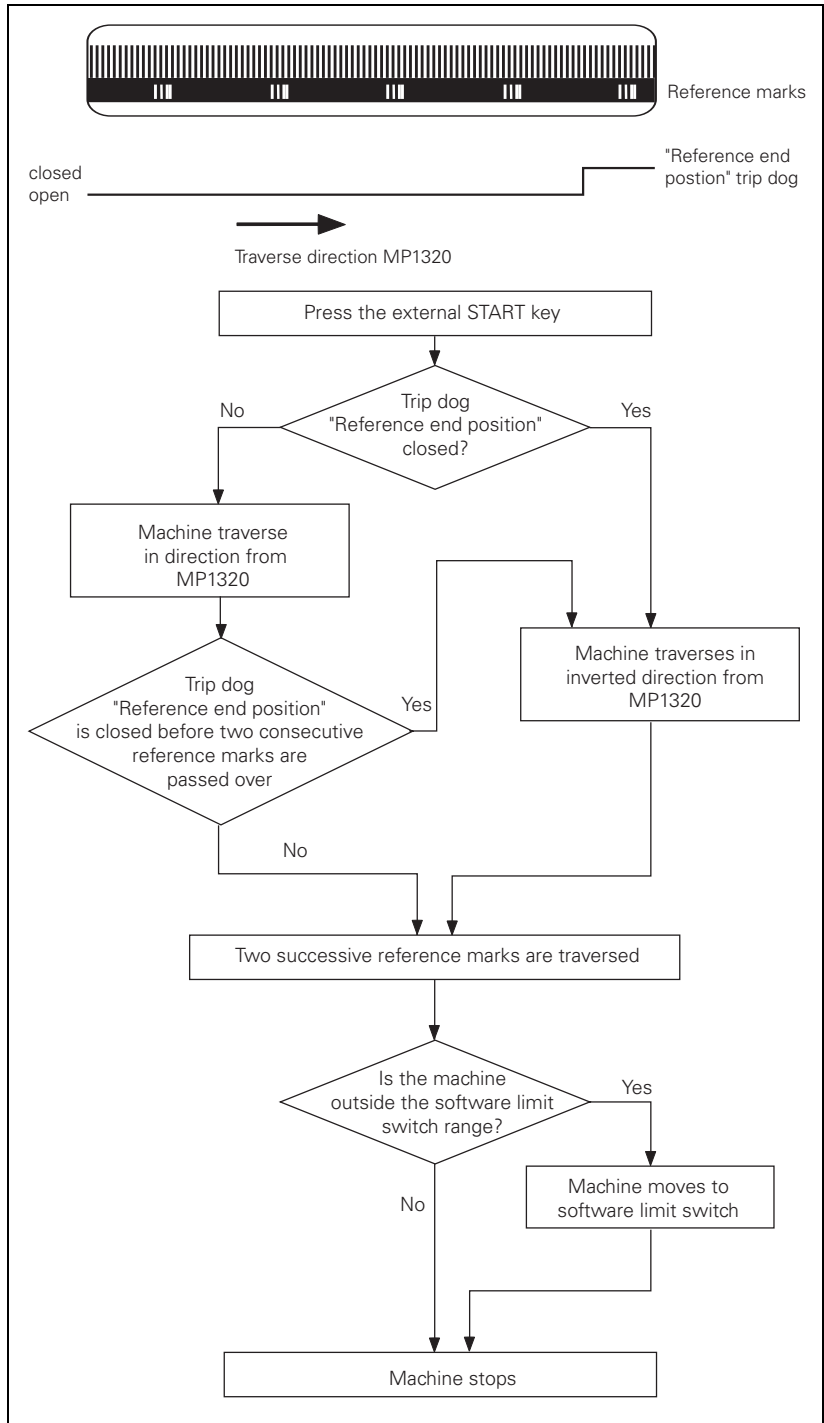 Reference marks
closed
open
"Reference end
postion" trip dog
Traverse direction MP1320
Press the external START key
Trip dog
"Reference end position"
closed?
No
Yes
Machine traverse
in direction from
MP1320
Machine traverses in
inverted direction from
MP1320
Trip dog
"Reference end position"
is closed before two consecutive
reference marks are
passed over
Yes
No
Two successive reference marks are traversed
Is the machine
outside the software limit
switch range?
Yes
No
Machine moves to
software limit switch
Machine stops